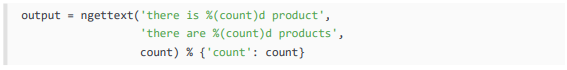 output = ngettext('there is %(count)d product',
                  'there are %(count)d products',
                  count) % {'count': count}